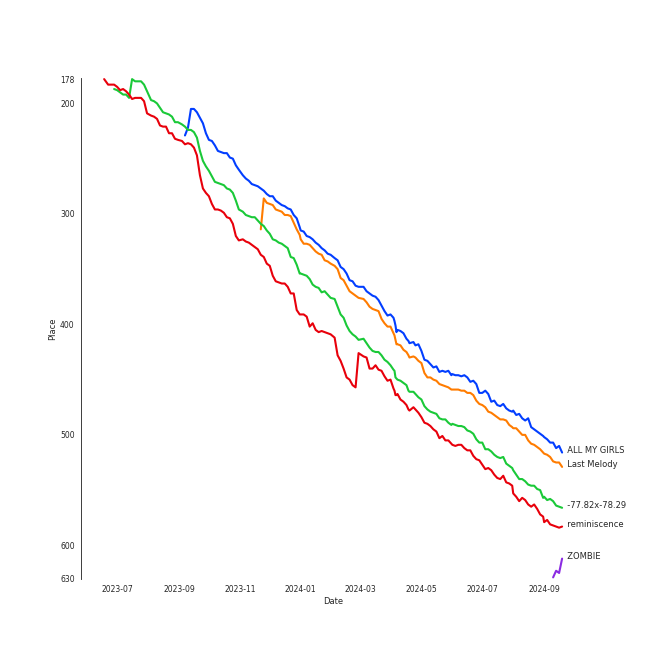 178
200
300
400
500
600
630
Place
2023-07
2023-09
2023-11
2024-01
2024-03
2024-05
2024-07
2024-09
Date
ALL MY GIRLS
Last Melody
-77.82x-78.29
reminiscence
ZOMBIE